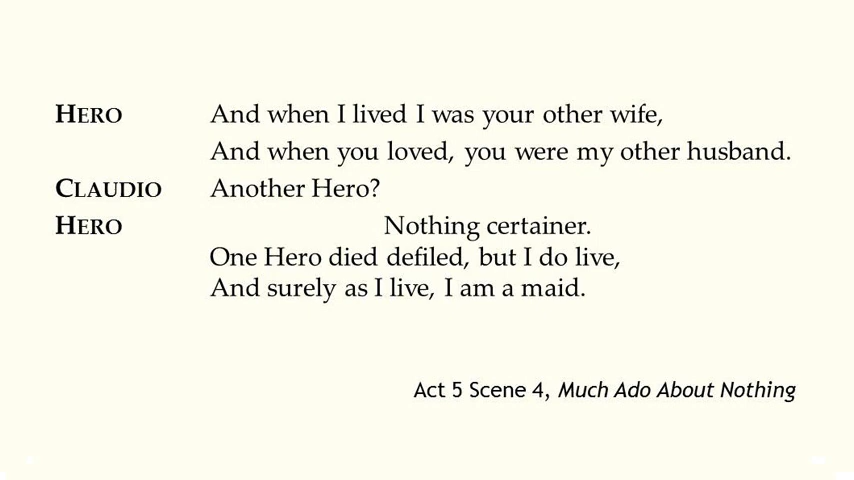 HERO And when I lived I was your other wife,
And when you loved, you were my other husband.
CLAUDIO Another Hero?
HERO Nothing certainer.
One Hero died defiled, but I do live,
And surely as I live, I am a maid.
Act 5 Scene 4, Much Ado About Nothing